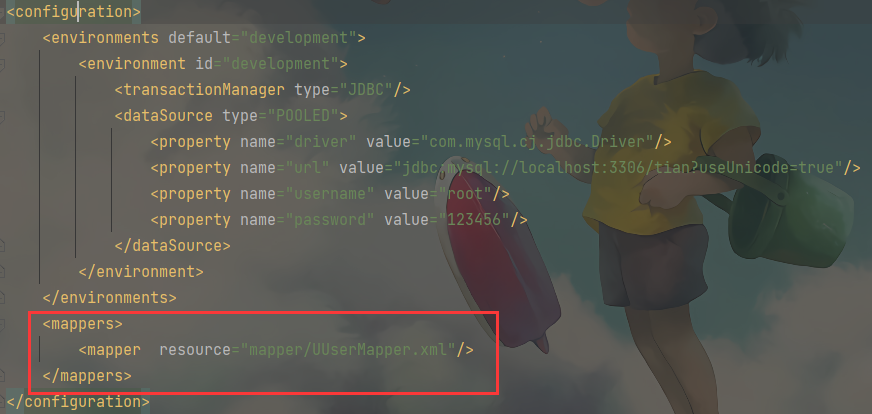 <configuration>
<environments default="development">
<environment id="development">
<transactionManager type="JDBC"/>
<dataSource type="POOLED">
<property name="driver" value="com.mysql.cj.jdbc.Driver"/>
<property name="url" value="jdbc:mysql://localhost:3306/tian?useUnicode=true"/>
<property name="username" value="root"/>
<property name="password" value="123456"/>
</dataSource>
</environment>
</environments>
<mappers>
<mapper  resource="mapper/UUserMapper.xml"/>
</mappers>
</configuration>